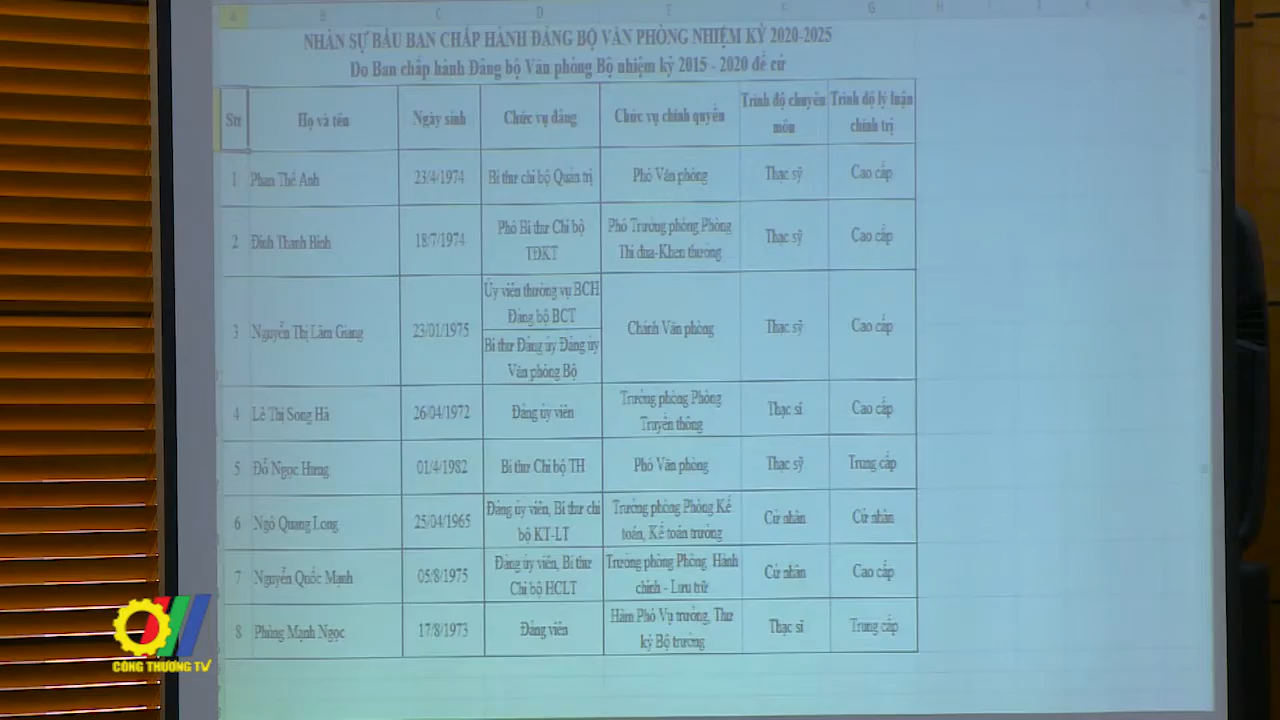 A B C D E F G H
NHÂN SỰ BẦU BAN CHẤP HÀNH ĐẢNG BỘ VĂN PHÒNG NHIỆM KỲ 2020-2025
Do Ban chấp hành Đảng bộ Văn phòng Bộ nhiệm kỳ 2015 - 2020 đề cử
Stt Họ và tên Ngày sinh Chức vụ đảng Chức vụ chính quyền Trình độ chuyên môn Trình độ lý luận chính trị
1 Phan Thế Anh 23/4/1974 Bí thư chi bộ Quản trị Phó Văn phòng Thạc sỹ Cao cấp
2 Đinh Thanh Bình 18/7/1974 Phó Bí thư Chi bộ TĐKT Phó Trưởng phòng Phòng Thi đua-Khen thưởng Thạc sỹ Cao cấp
3 Nguyễn Thị Lâm Giang 23/01/1975 Ủy viên thường vụ BCH Đảng bộ BCT Bí thư Đảng ủy Đảng ủy Văn phòng Bộ Chánh Văn phòng Thạc sỹ Cao cấp
4 Lê Thị Song Hà 26/04/1972 Đảng ủy viên Trưởng phòng Phòng Truyền thông Thạc sĩ Cao cấp
5 Đỗ Ngọc Hưng 01/4/1982 Bí thư Chi bộ TH Phó Văn phòng Thạc sỹ Trung cấp
6 Ngô Quang Long 25/04/1965 Đảng ủy viên, Bí thư chi bộ KT-LT Trưởng phòng Phòng Kế toán, Kế toán trưởng Cử nhân Cử nhân
7 Nguyễn Quốc Mạnh 05/8/1975 Đảng ủy viên, Bí thư Chi bộ HCLT Trưởng phòng Phòng Hành chính - Lưu trữ Cử nhân Cao cấp
8 Phùng Mạnh Ngọc 17/8/1973 Đảng viên Hàm Phó Vụ trưởng, Thư ký Bộ trưởng Thạc sĩ Trung cấp
CÔNG THƯƠNG TV